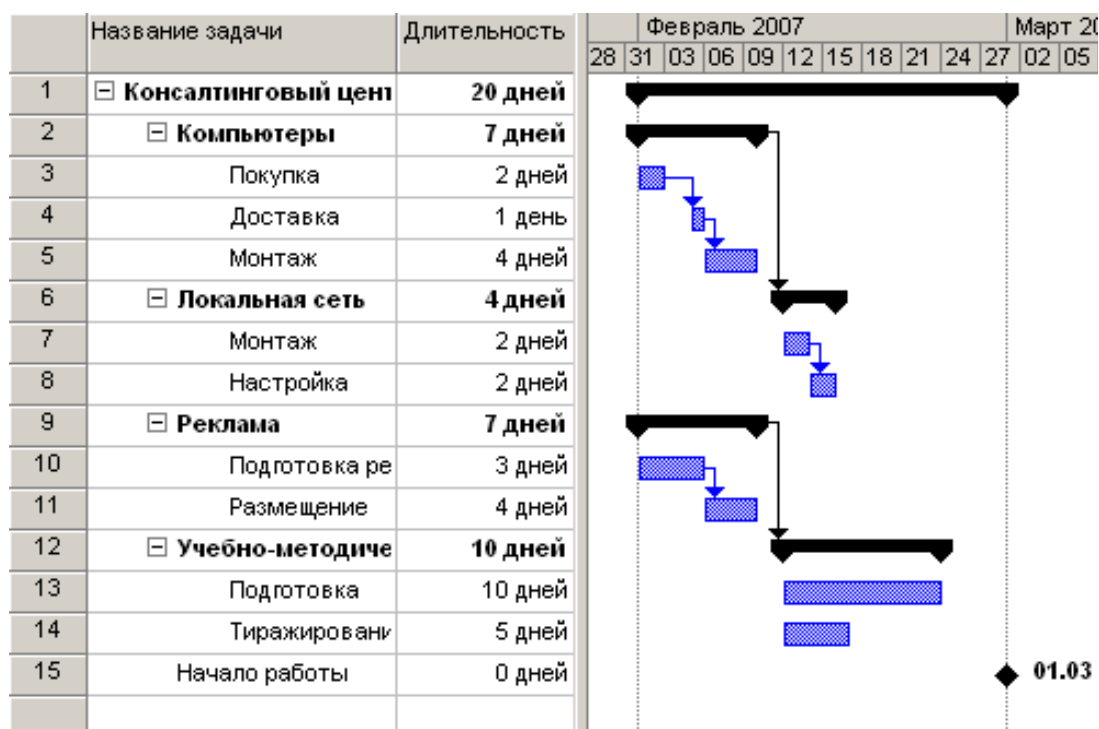 Название задачи Длительность Февраль 2007 Март 20
28 31 03 06 09 12 15 18 21 24 27 02 05
1 Консалтинговый цент 20 дней
2 Компьютеры 7 дней
3 Покупка 2 дней
4 Доставка 1 день
5 Монтаж 4 дней
6 Локальная сеть 4 дней
7 Монтаж 2 дней
8 Настройка 2 дней
9 Реклама 7 дней
10 Подготовка ре 3 дней
11 Размещение 4 дней
12 Учебно-методиче 10 дней
13 Подготовка 10 дней
14 Тиражировани 5 дней
15 Начало работы 0 дней 01.03